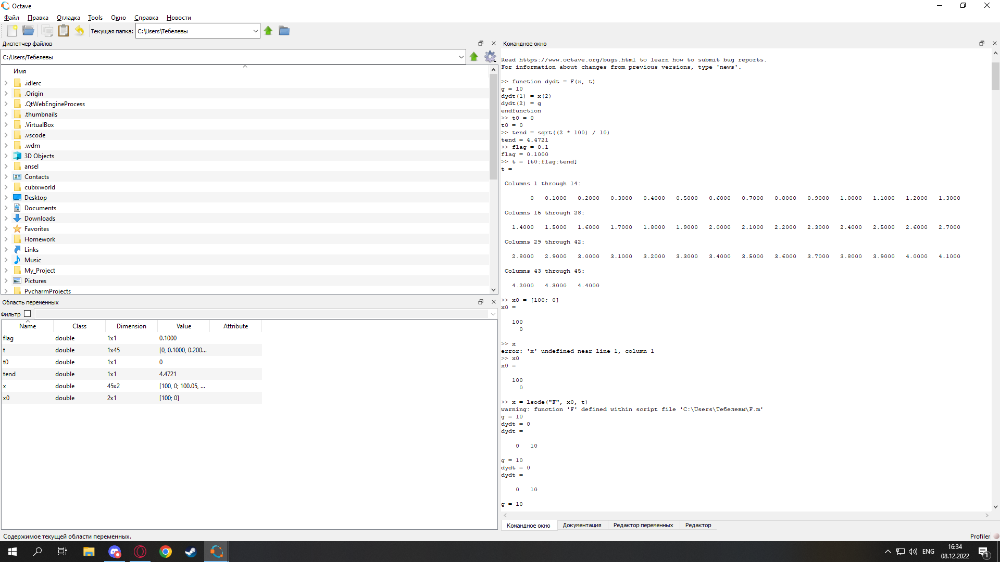 Octave
Файл Правка Отладка Tools Окно Справка Новости
Текущая папка: C:\Users\Тебелевы
Диспетчер файлов
C:/Users/Тебелевы
Имя
.idlerc
.Origin
.QtWebEngineProcess
.thumbnails
.VirtualBox
.vscode
.wdm
3D Objects
ansel
Contacts
cubixworld
Desktop
Documents
Downloads
Favorites
Homework
Links
Music
My_Project
Pictures
PycharmProjects
Область переменных
Фильтр
Name Class Dimension Value Attribute
flag double 1x1 0.1000
t double 1x45 [0, 0.1000, 0.200...
t0 double 1x1 0
tend double 1x1 4.4721
x double 45x2 [100, 0; 100.05, ...
x0 double 2x1 [100; 0]
Командное окно
Read https://www.octave.org/bugs.html to learn how to submit bug reports.
For information about changes from previous versions, type 'news'.
>> function dydt = F(x, t)
g = 10
dydt(1) = x(2)
dydt(2) = g
endfunction
>> t0 = 0
t0 = 0
>> tend = sqrt((2 * 100) / 10)
tend = 4.4721
>> flag = 0.1
flag = 0.1000
>> t = [t0:flag:tend]
t =
Columns 1 through 14:
0 0.1000 0.2000 0.3000 0.4000 0.5000 0.6000 0.7000 0.8000 0.9000 1.0000 1.1000 1.2000 1.3000
Columns 15 through 28:
1.4000 1.5000 1.6000 1.7000 1.8000 1.9000 2.0000 2.1000 2.2000 2.3000 2.4000 2.5000 2.6000 2.7000
Columns 29 through 42:
2.8000 2.9000 3.0000 3.1000 3.2000 3.3000 3.4000 3.5000 3.6000 3.7000 3.8000 3.9000 4.0000 4.1000
Columns 43 through 45:
4.2000 4.3000 4.4000
>> x0 = [100; 0]
x0 =
100
0
>> x
error: 'x' undefined near line 1, column 1
>> x0
x0 =
100
0
>> x = lsode("F", x0, t)
warning: function 'F' defined within script file 'C:\Users\Тебелевы\F.m'
g = 10
dydt = 0
dydt =
0 10
g = 10
dydt = 0
dydt =
0 10
g = 10
Командное окно Документация Редактор переменных Редактор
Содержимое текущей области переменных.
Profiler
ENG
16:34
08.12.2022
1